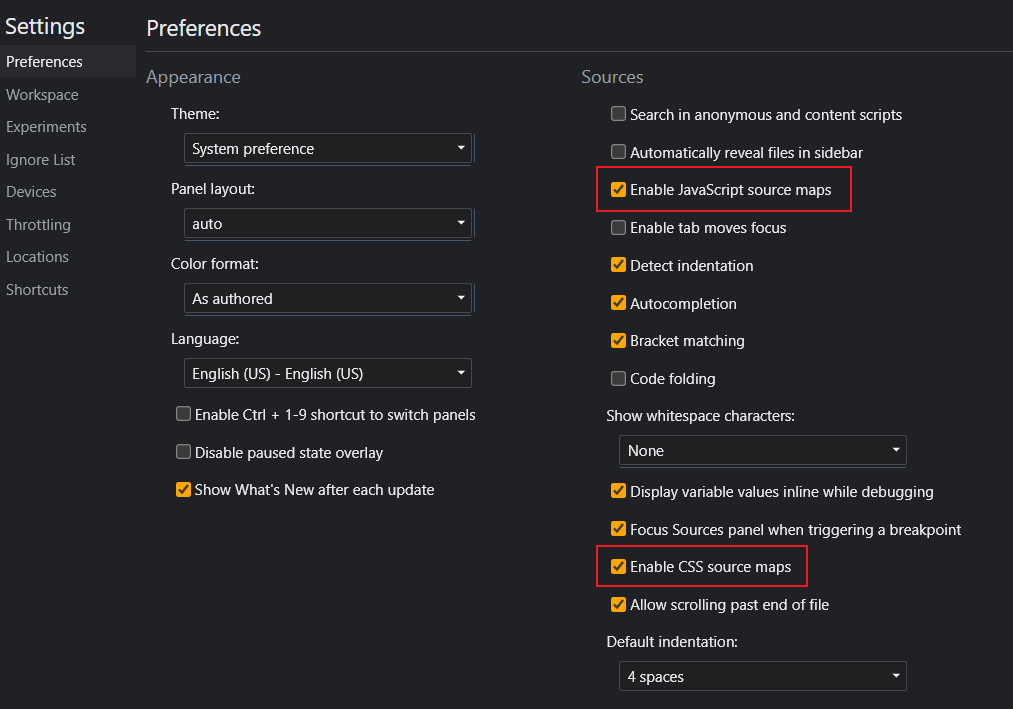 Settings
Preferences
Workspace
Experiments
Ignore List
Devices
Throttling
Locations
Shortcuts
Preferences
Appearance
Theme:
System preference
Panel layout:
auto
Color format:
As authored
Language:
English (US) - English (US)
Enable Ctrl + 1-9 shortcut to switch panels
Disable paused state overlay
Show What's New after each update
Sources
Search in anonymous and content scripts
Automatically reveal files in sidebar
Enable JavaScript source maps
Enable tab moves focus
Detect indentation
Autocompletion
Bracket matching
Code folding
Show whitespace characters:
None
Display variable values inline while debugging
Focus Sources panel when triggering a breakpoint
Enable CSS source maps
Allow scrolling past end of file
Default indentation:
4 spaces